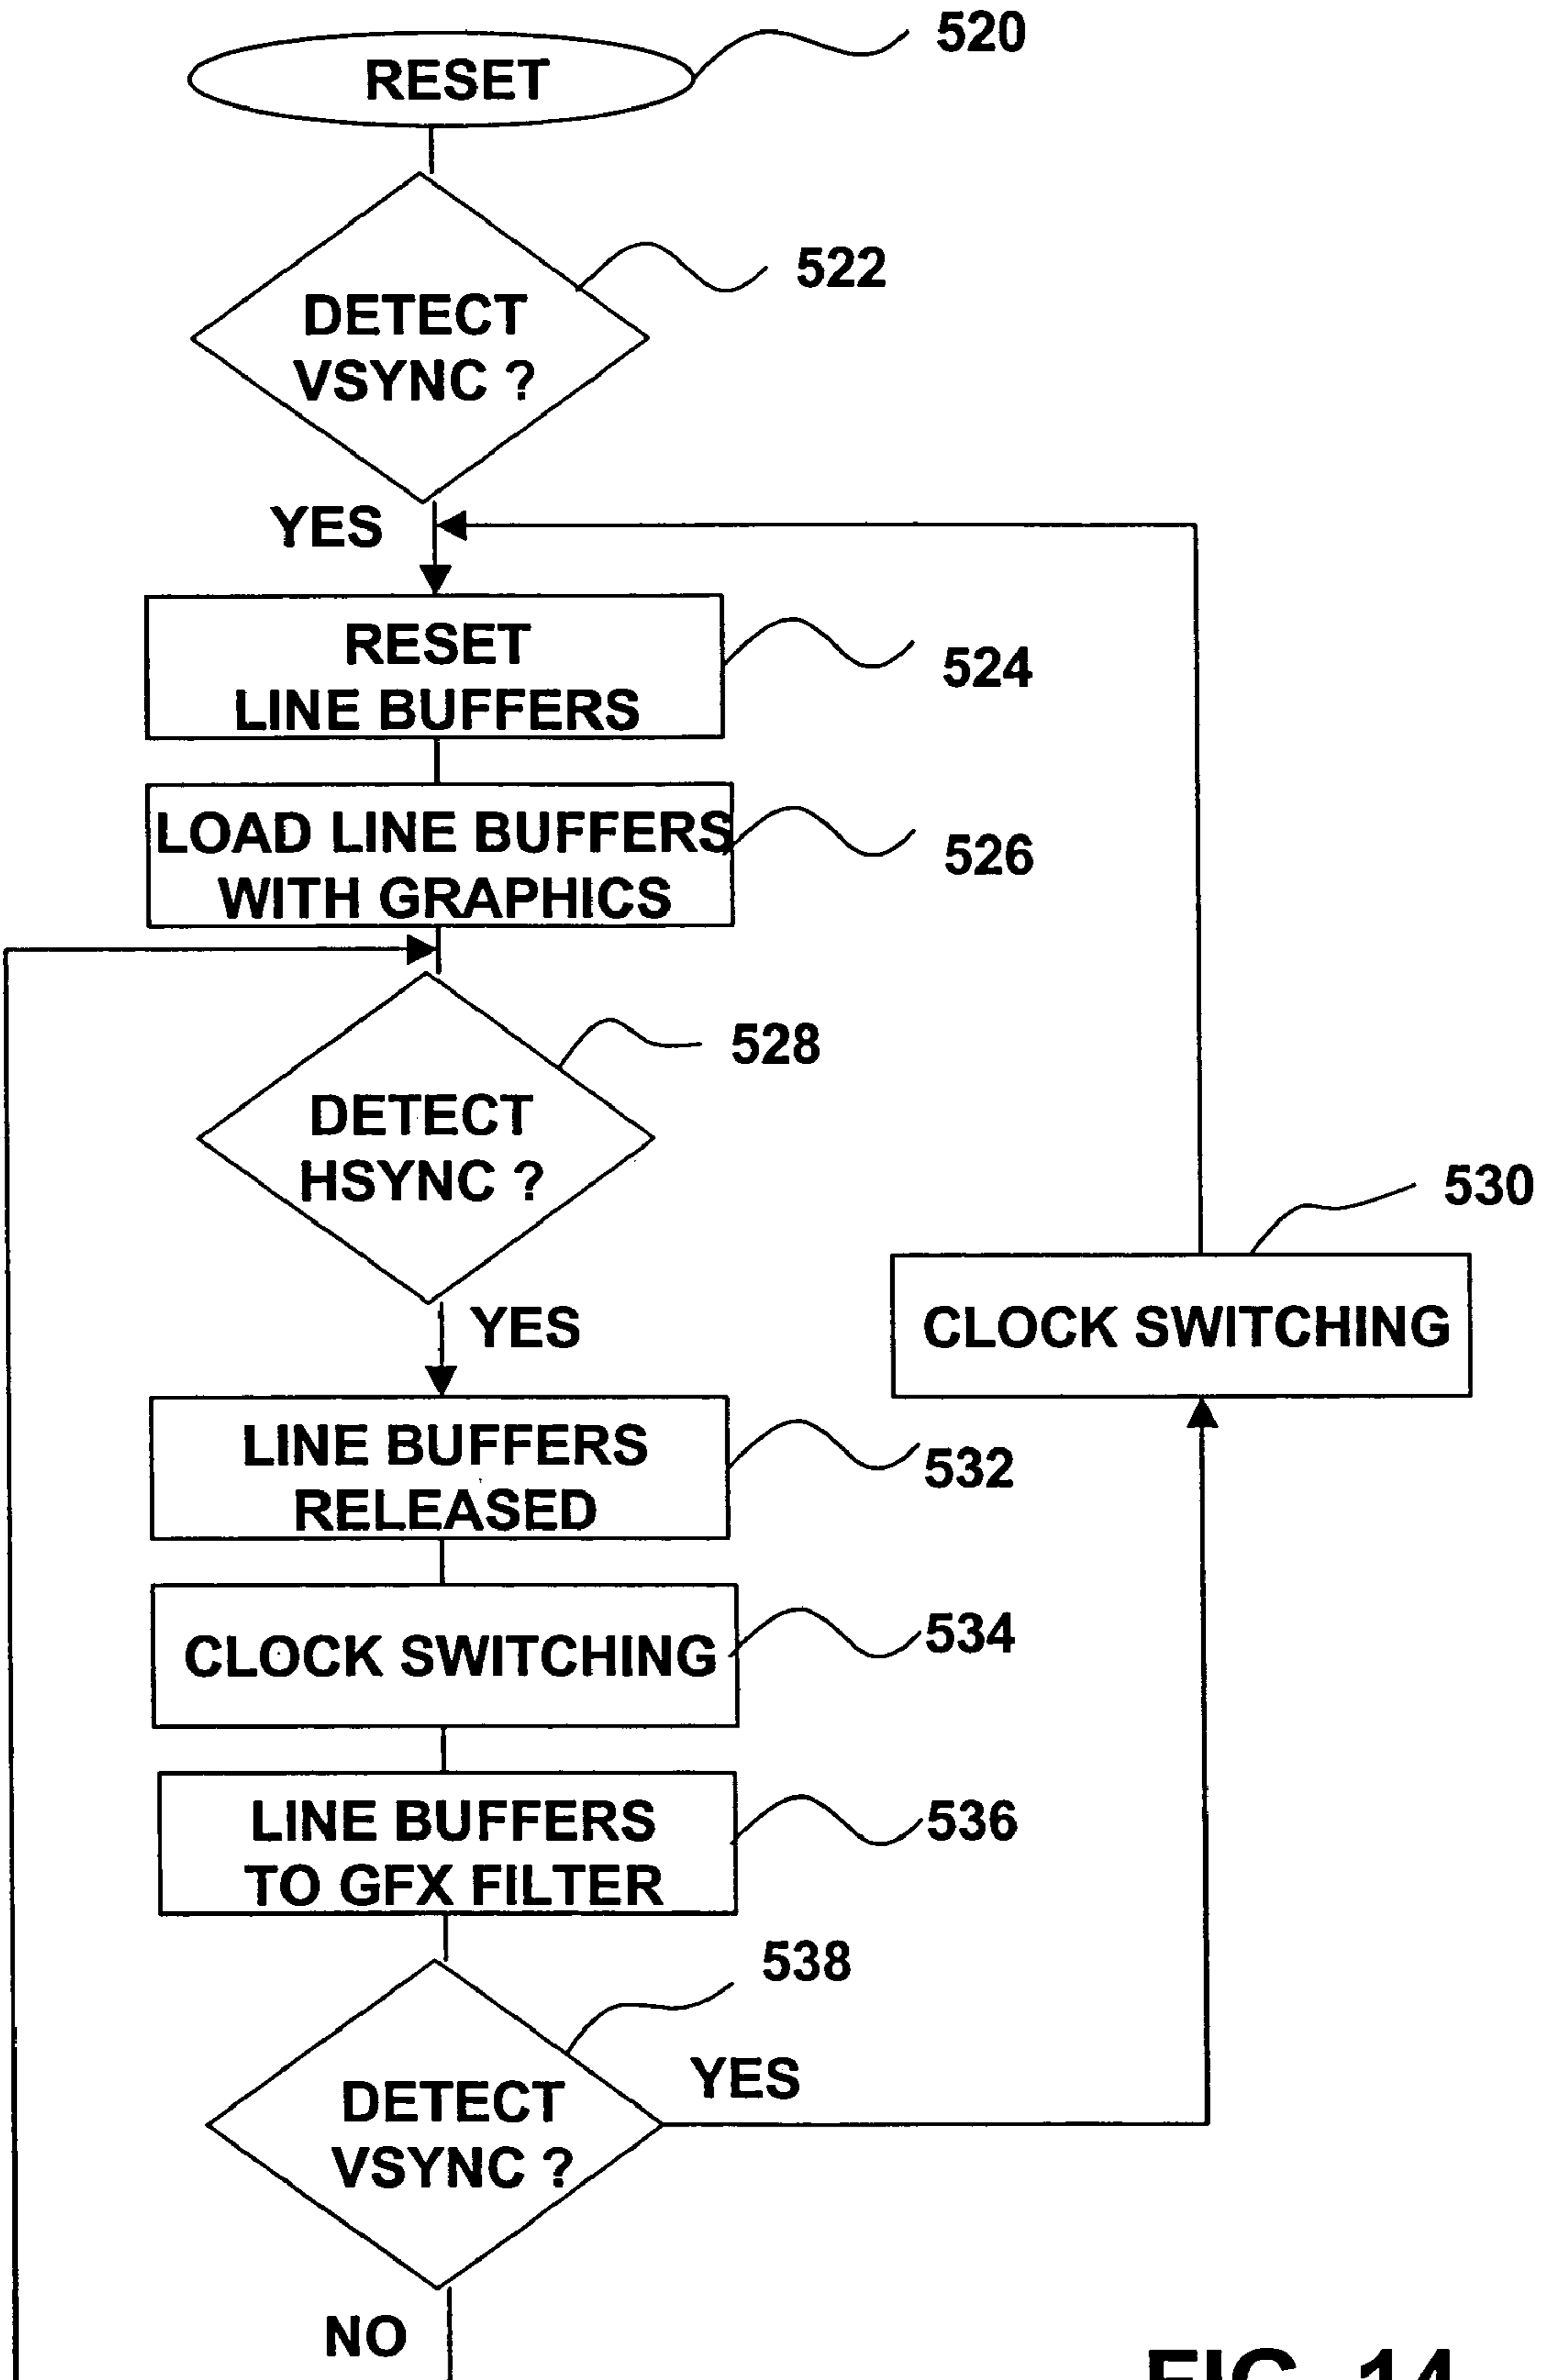 RESET
520
DETECT
VSYNC ?
522
YES
RESET
LINE BUFFERS
524
LOAD LINE BUFFERS
WITH GRAPHICS
526
DETECT
HSYNC ?
528
YES
CLOCK SWITCHING
530
LINE BUFFERS
RELEASED
532
CLOCK SWITCHING
534
LINE BUFFERS
TO GFX FILTER
536
DETECT
VSYNC ?
538
YES
NO
FIG. 14